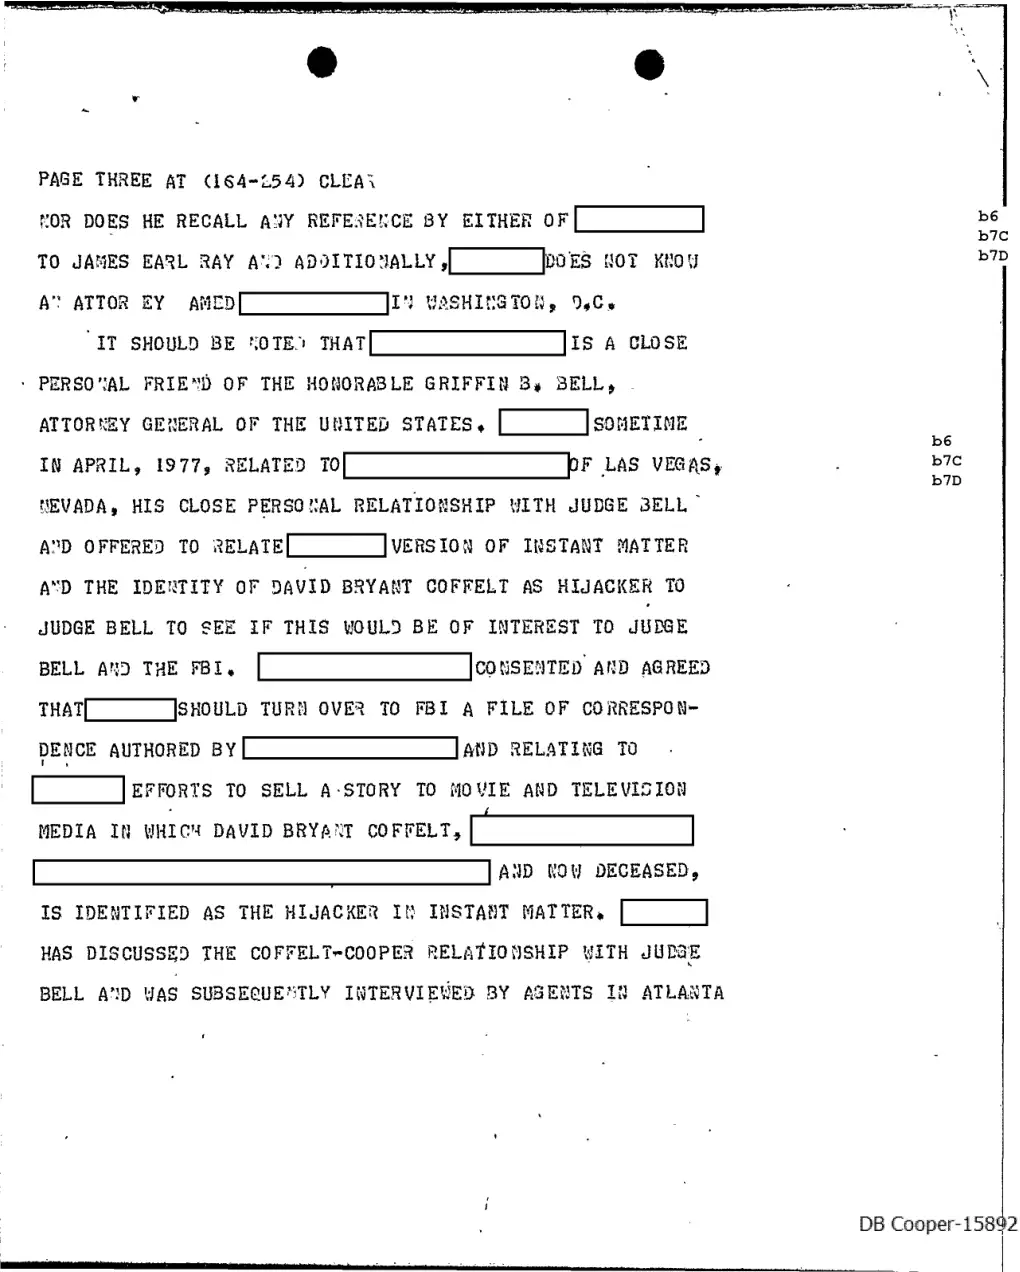 PAGE THREE AT (164-254) CLEAR
NOR DOES HE RECALL ANY REFERENCE BY EITHER OF
b6
TO JAMES EARL RAY AND ADDITIONALLY, DOES NOT KNOW
b7C
b7D
AN ATTORNEY NAMED IN WASHINGTON, D.C.
IT SHOULD BE NOTED THAT IS A CLOSE
PERSONAL FRIEND OF THE HONORABLE GRIFFIN B. BELL,
ATTORNEY GENERAL OF THE UNITED STATES. SOMETIME
b6
IN APRIL, 1977, RELATED TO OF LAS VEGAS,
b7C
b7D
NEVADA, HIS CLOSE PERSONAL RELATIONSHIP WITH JUDGE BELL
AND OFFERED TO RELATE VERSION OF INSTANT MATTER
AND THE IDENTITY OF DAVID BRYANT COFFELT AS HIJACKER TO
JUDGE BELL TO SEE IF THIS WOULD BE OF INTEREST TO JUDGE
BELL AND THE FBI. CONSENTED AND AGREED
THAT SHOULD TURN OVER TO FBI A FILE OF CORRESPON-
DENCE AUTHORED BY AND RELATING TO
EFFORTS TO SELL A STORY TO MOVIE AND TELEVISION
MEDIA IN WHICH DAVID BRYANT COFFELT,
AND NOW DECEASED,
IS IDENTIFIED AS THE HIJACKER IN INSTANT MATTER.
HAS DISCUSSED THE COFFELT-COOPER RELATIONSHIP WITH JUDGE
BELL AND WAS SUBSEQUENTLY INTERVIEWED BY AGENTS IN ATLANTA
DB Cooper-15892